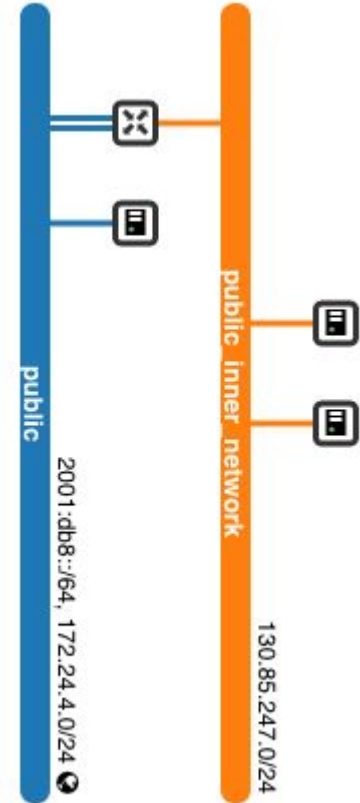 public
2001:db8::/64, 172.24.4.0/24
public_inner_network
130.85.247.0/24